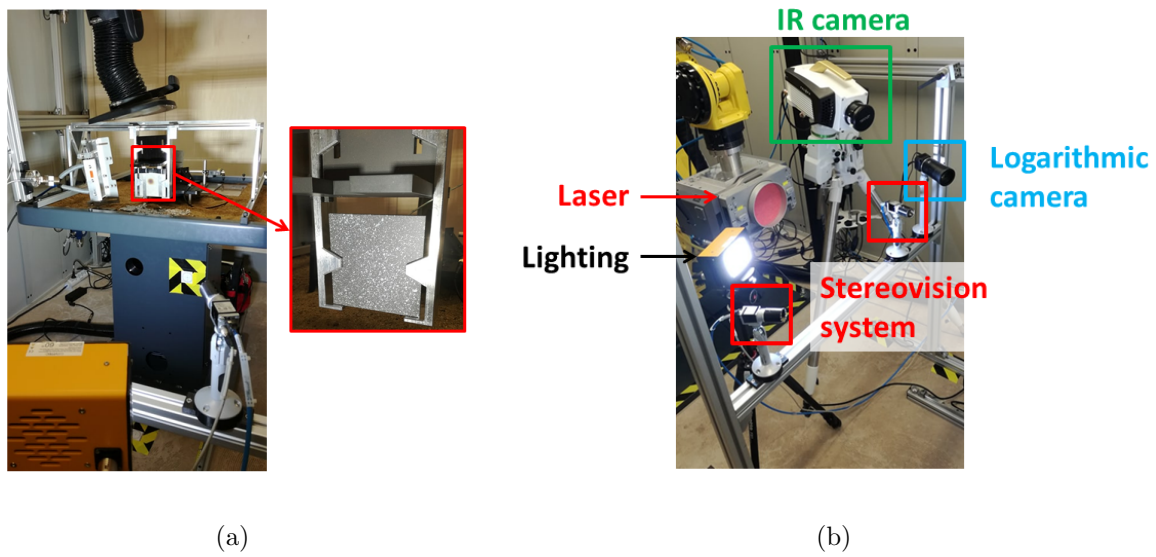 IR camera
Logarithmic
camera
Laser
Lighting
Stereovision
system
(a)
(b)